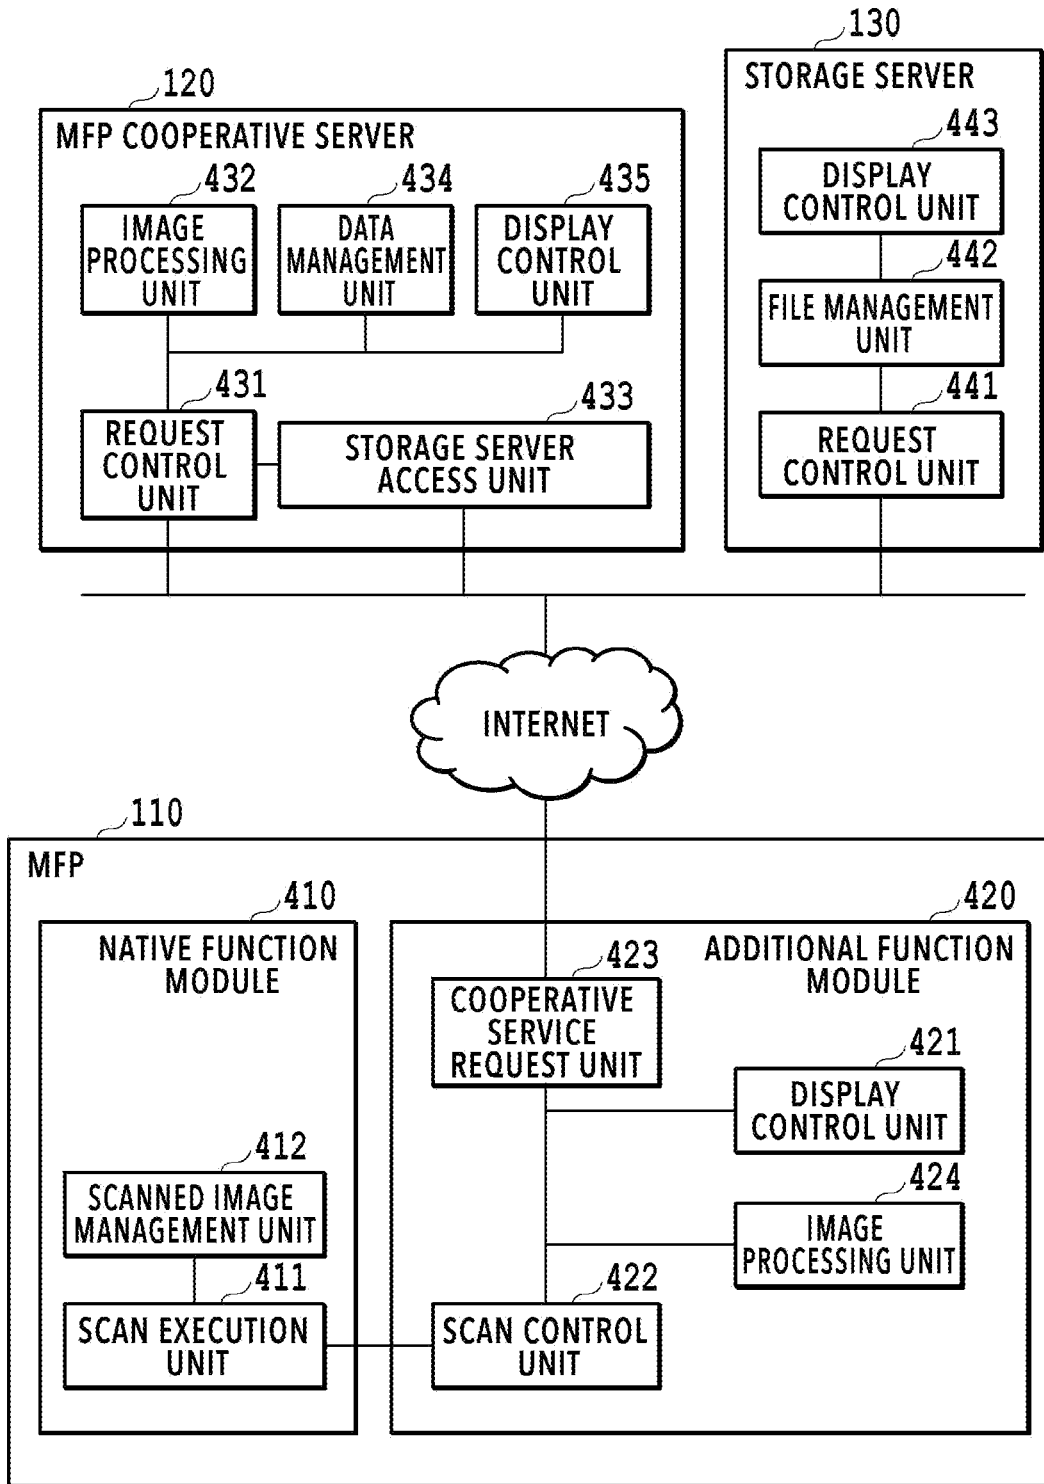 130
STORAGE SERVER
443
DISPLAY
CONTROL UNIT
442
FILE MANAGEMENT
UNIT
441
REQUEST
CONTROL UNIT
120
MFP COOPERATIVE SERVER
432
IMAGE
PROCESSING
UNIT
434
DATA
MANAGEMENT
UNIT
435
DISPLAY
CONTROL
UNIT
431
REQUEST
CONTROL
UNIT
433
STORAGE SERVER
ACCESS UNIT
INTERNET
110
MFP
410
NATIVE FUNCTION
MODULE
412
SCANNED IMAGE
MANAGEMENT UNIT
411
SCAN EXECUTION
UNIT
420
ADDITIONAL FUNCTION
MODULE
423
COOPERATIVE
SERVICE
REQUEST UNIT
421
DISPLAY
CONTROL UNIT
424
IMAGE
PROCESSING UNIT
422
SCAN CONTROL
UNIT